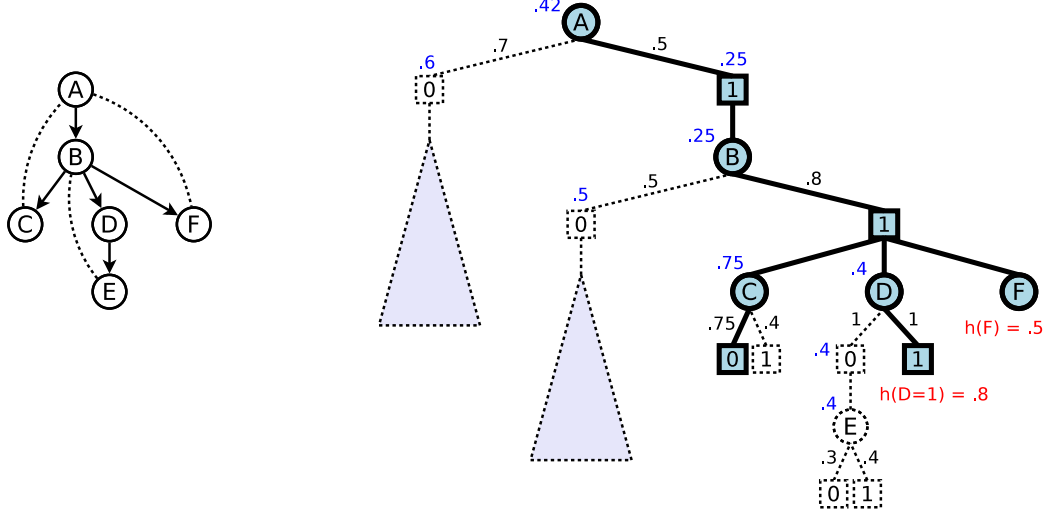 A
B
C D F
E
.42 A
.7 .5
.6 .25
0 1
.25 B
.5 .8
.5
0 1
.75 .4
C D F
.75 .4 1 1 h(F) = .5
0 1 .4 0 1
h(D=1) = .8
.4
E
.3 .4
0 1